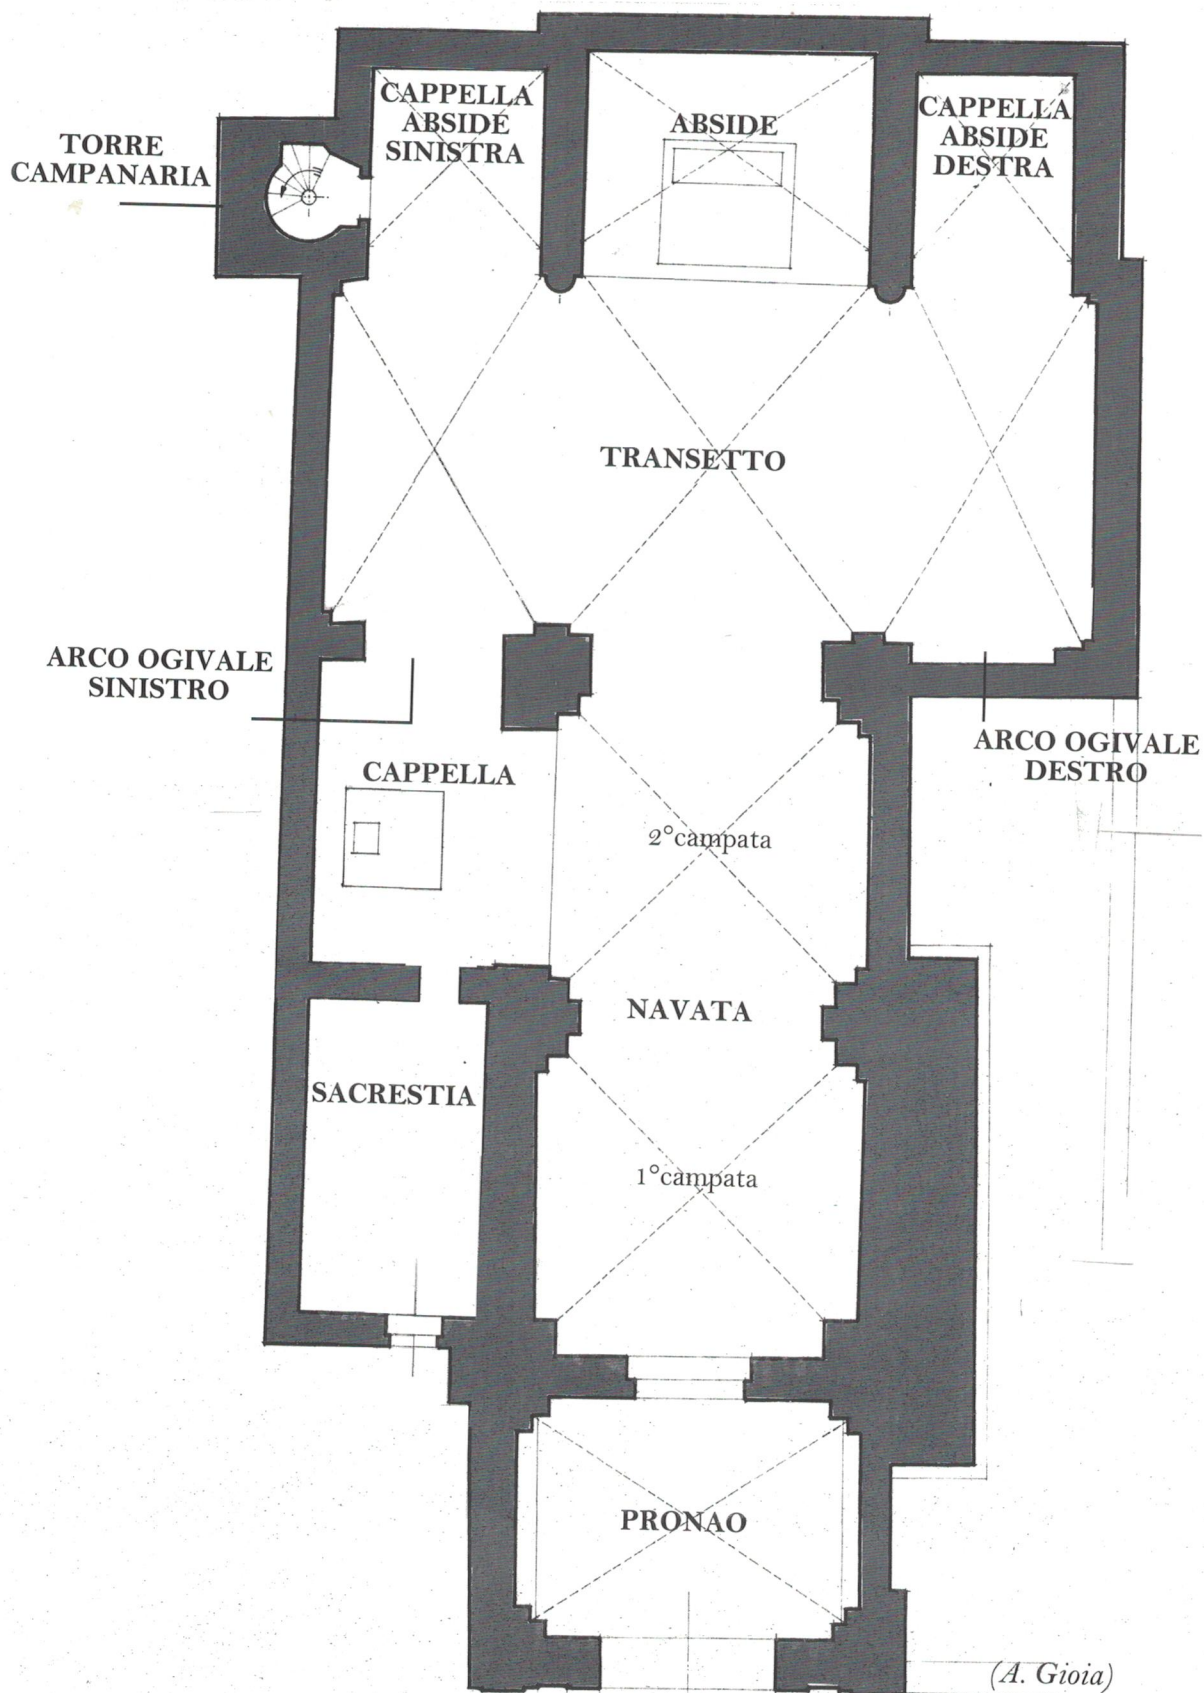 CAPPELLA
ABSIDE
SINISTRA
ABSIDE
CAPPELLA
ABSIDE
DESTRA
TORRE
CAMPANARIA
TRANSETTO
ARCO OGIVALE
SINISTRO
ARCO OGIVALE
DESTRO
CAPPELLA
2°campata
NAVATA
SACRESTIA
1°campata
PRONAO
(A. Gioia)